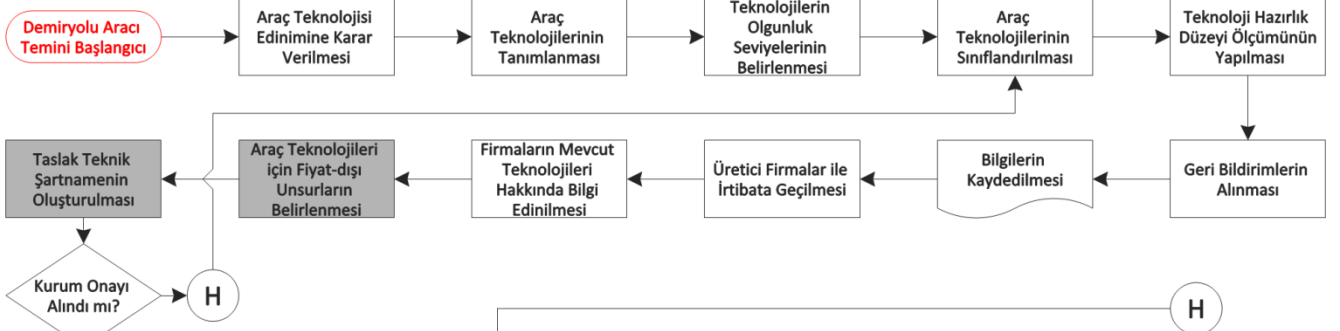 Demiryolu Aracı
Temini Başlangıcı
Araç Teknolojisi
Edinimine Karar
Verilmesi
Araç
Teknolojilerinin
Tanımlanması
Teknolojilerin
Olgunluk
Seviyelerinin
Belirlenmesi
Araç
Teknolojilerinin
Sınıflandırılması
Teknoloji Hazırlık
Düzeyi Ölçümünün
Yapılması
Taslak Teknik
Şartnamenin
Oluşturulması
Araç Teknolojileri
için Fiyat-dışı
Unsurların
Belirlenmesi
Firmaların Mevcut
Teknolojileri
Hakkında Bilgi
Edinilmesi
Üretici Firmalar ile
İrtibata Geçilmesi
Bilgilerin
Kaydedilmesi
Geri Bildirimlerin
Alınması
Kurum Onayı
Alındı mı?
H
H